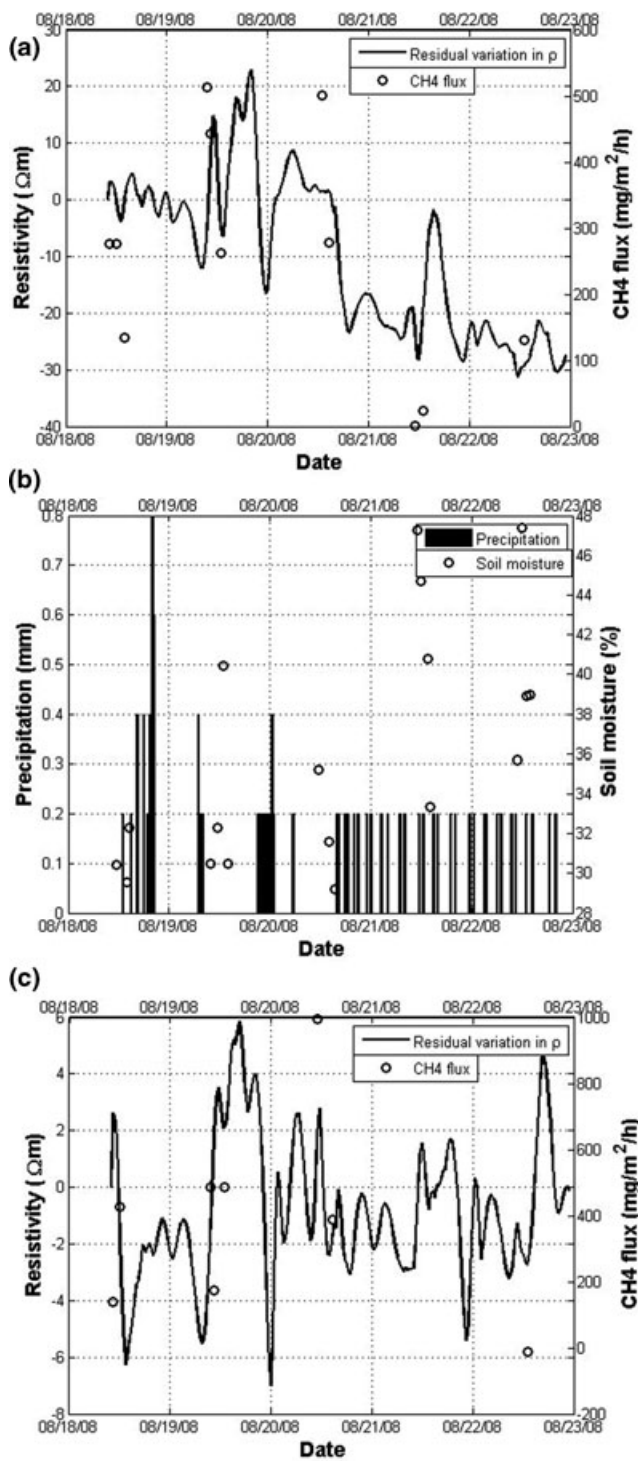 (a)
08/18/08 08/19/08 08/20/08 08/21/08 08/22/08 08/23/08
30 600
Residual variation in ρ
CH4 flux
20 500
10 400
0
-10 300
-20 200
-30 100
-40 0
Resistivity ( Ωm)
CH4 flux (mg/m²/h)
08/18/08 08/19/08 08/20/08 08/21/08 08/22/08 08/23/08
Date
(b)
08/18/08 08/19/08 08/20/08 08/21/08 08/22/08 08/23/08
0.8 48
Precipitation
Soil moisture
0.7 46
0.6 44
0.5 42
0.4 40
0.3 38
0.2 36
0.1 33
0 30
28
Precipitation (mm)
Soil moisture (%)
08/18/08 08/19/08 08/20/08 08/21/08 08/22/08 08/23/08
Date
(c)
08/18/08 08/19/08 08/20/08 08/21/08 08/22/08 08/23/08
6 1000
Residual variation in ρ
CH4 flux
4 800
2 600
0 400
-2 200
-4 0
-6 -200
-8
Resistivity ( Ωm)
CH4 flux (mg/m²/h)
08/18/08 08/19/08 08/20/08 08/21/08 08/22/08 08/23/08
Date